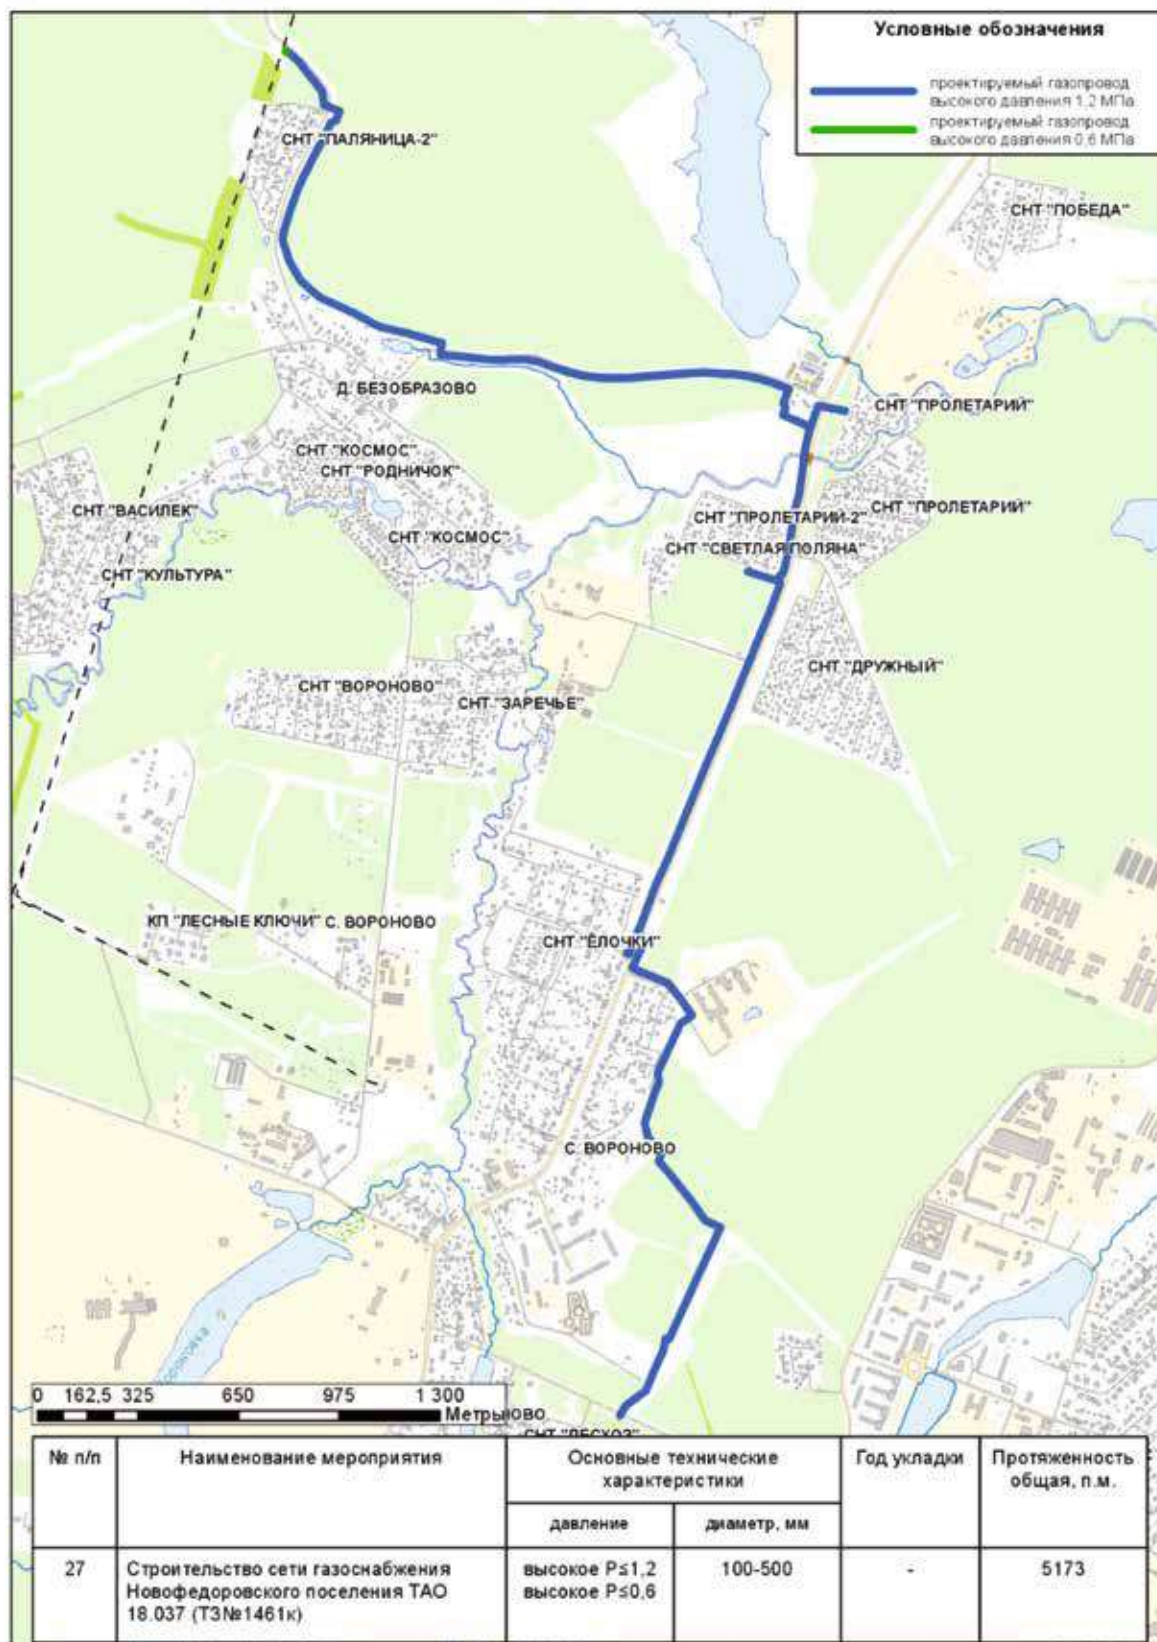 Условные обозначения
проектируемый газопровод
высокого давления 1,2 МПа
проектируемый газопровод
высокого давления 0,6 МПа
СНТ "ПАЛЯНИЦА-2"
СНТ "ПОБЕДА"
Д. БЕЗОБРАЗОВО
СНТ "ПРОЛЕТАРИЙ"
СНТ "КОСМОС"
СНТ "РОДНИЧОК"
СНТ "ВАСИЛЕК"
СНТ "ПРОЛЕТАРИЙ"
СНТ "ПРОЛЕТАРИЙ-2"
СНТ "КОСМОС"
СНТ "СВЕТЛАЯ ПОЛЯНА"
СНТ "КУЛЬТУРА"
СНТ "ДРУЖНЫЙ"
СНТ "ВОРОНОВО"
СНТ "ЗАРЕЧЬЕ"
КП "ЛЕСНЫЕ КЛЮЧИ" С. ВОРОНОВО
СНТ "ЁЛОЧКИ"
С. ВОРОНОВО
0 162,5 325 650 975 1 300
Метры
СНТ "ЛЕСХОЗ"
№ п/п
Наименование мероприятия
Основные технические
характеристики
Год укладки
Протяженность
общая, п.м.
давление
диаметр, мм
27
Строительство сети газоснабжения
Новофедоровского поселения ТАО
18.037 (ТЗ№1461к)
высокое P≤1,2
высокое P≤0,6
100-500
-
5173